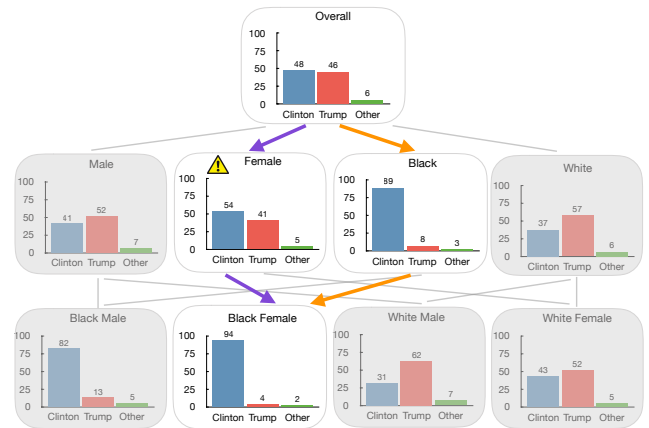 Overall
100
75
50
25
0
48 46 6
Clinton Trump Other
Male
100
75
50
25
0
41 52 7
Clinton Trump Other
Female
100
75
50
25
0
54 41 5
Clinton Trump Other
Black
100
75
50
25
0
89 8 3
Clinton Trump Other
White
100
75
50
25
0
37 57 6
Clinton Trump Other
Black Male
100
75
50
25
0
82 13 5
Clinton Trump Other
Black Female
100
75
50
25
0
94 4 2
Clinton Trump Other
White Male
100
75
50
25
0
31 62 7
Clinton Trump Other
White Female
100
75
50
25
0
43 52 5
Clinton Trump Other